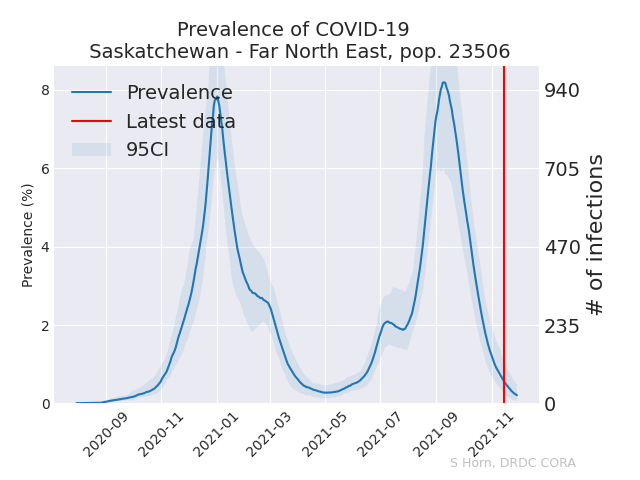 Prevalence of COVID-19
Saskatchewan - Far North East, pop. 23506
Prevalence
Latest data
95CI
Prevalence (%)
8
6
4
2
0
940
705
470
235
0
# of infections
2020-09
2020-11
2021-01
2021-03
2021-05
2021-07
2021-09
2021-11
S Horn, DRDC CORA